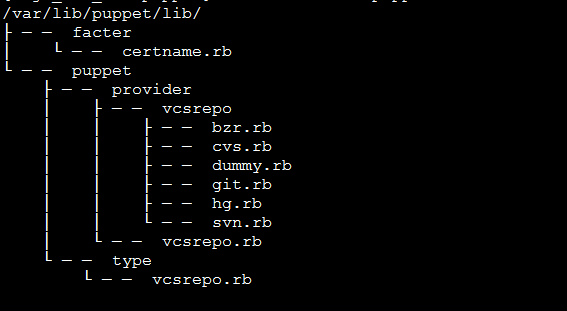 /var/lib/puppet/lib/
├── facter
│   └── certname.rb
└── puppet
    ├── provider
    │   ├── vcsrepo
    │   │   ├── bzr.rb
    │   │   ├── cvs.rb
    │   │   ├── dummy.rb
    │   │   ├── git.rb
    │   │   ├── hg.rb
    │   │   └── svn.rb
    │   └── vcsrepo.rb
    └── type
        └── vcsrepo.rb